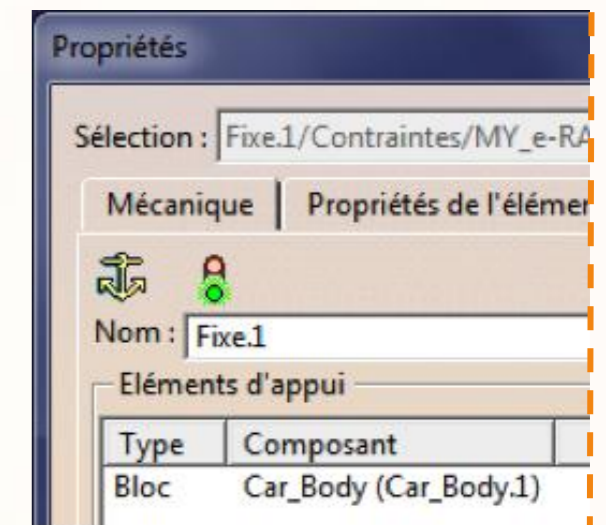 Propriétés
Sélection : Fixe.1/Contraintes/MY_e-RA
Mécanique Propriétés de l'élémen
Nom : Fixe.1
Eléments d'appui
Type Composant
Bloc Car_Body (Car_Body.1)